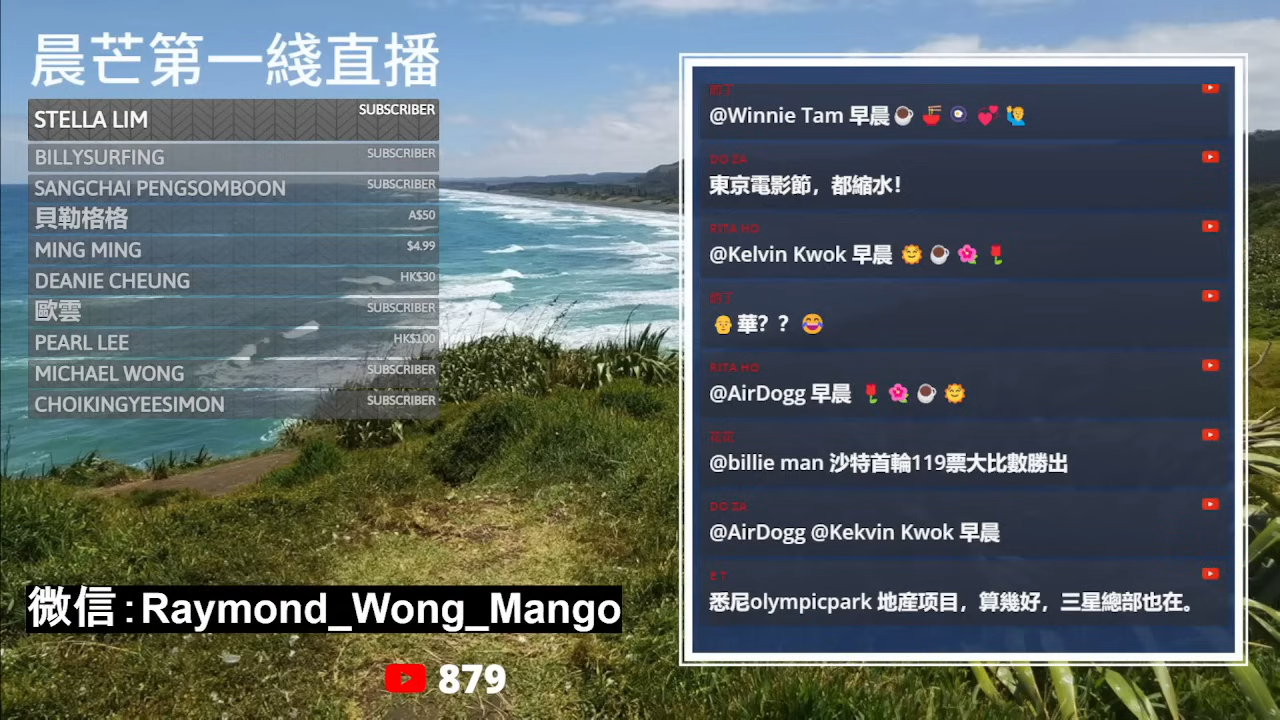 晨芒第一綫直播
STELLA LIM SUBSCRIBER
BILLYSURFING SUBSCRIBER
SANGCHAI PENGSOMBOON SUBSCRIBER
貝勒格格 A$50
MING MING $4.99
DEANIE CHEUNG HK$30
歐雲 SUBSCRIBER
PEARL LEE HK$100
MICHAEL WONG SUBSCRIBER
CHOIKINGYEESIMON SUBSCRIBER
微信:Raymond_Wong_Mango
879
@Winnie Tam 早晨☕🍜🍳💞🙋‍♂️
DO ZA
東京電影節，都縮水！
RITA HO
@Kelvin Kwok 早晨 🌞☕🌺🌷
👴華？？😂
RITA HO
@AirDogg 早晨 🌷🌺☕🌞
@billie man 沙特首輪119票大比數勝出
DO ZA
@AirDogg @Kekvin Kwok 早晨
悉尼olympicpark 地産项目，算幾好，三星總部也在。